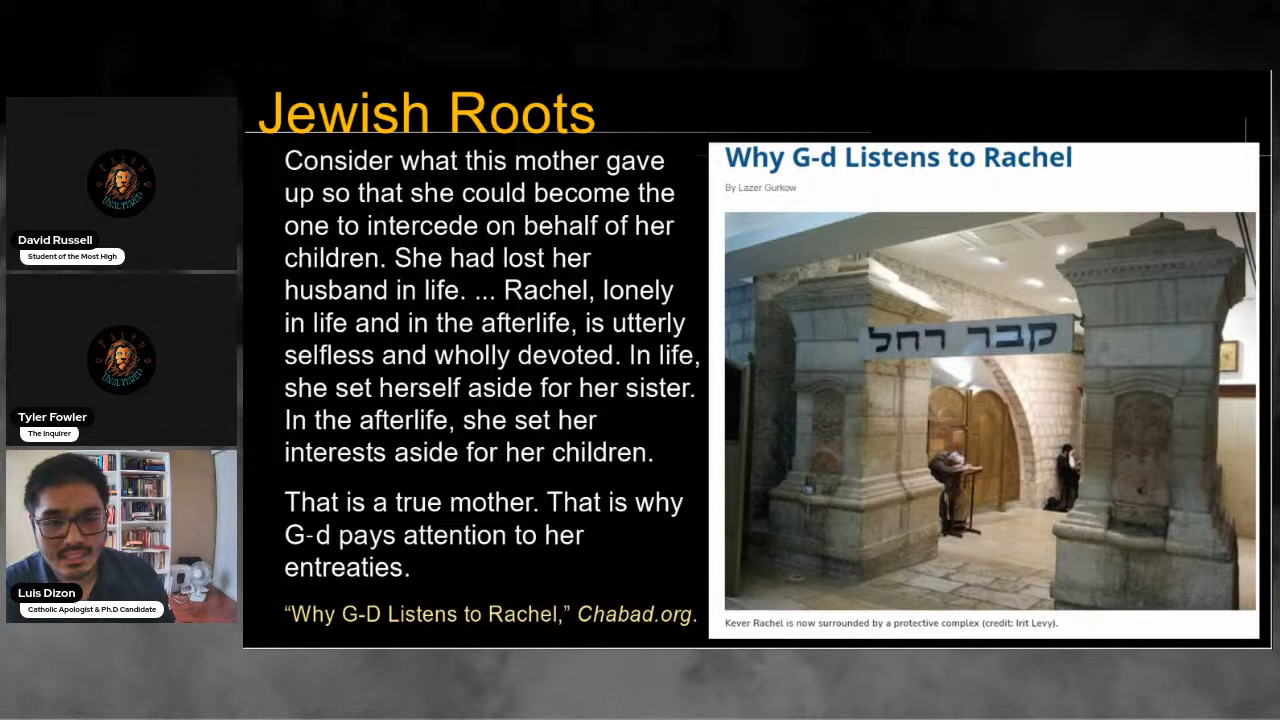 Jewish Roots
Consider what this mother gave
up so that she could become the
one to intercede on behalf of her
children. She had lost her
husband in life. ... Rachel, lonely
in life and in the afterlife, is utterly
selfless and wholly devoted. In life,
she set herself aside for her sister.
In the afterlife, she set her
interests aside for her children.
That is a true mother. That is why
G-d pays attention to her
entreaties.
“Why G-D Listens to Rachel,” Chabad.org.
Why G-d Listens to Rachel
By Lazer Gurkow
קבר רחל
Kever Rachel is now surrounded by a protective complex (credit: Irit Levy).
FAITH
UNALTERED
David Russell
Student of the Most High
FAITH
UNALTERED
Tyler Fowler
The Inquirer
Luis Dizon
Catholic Apologist & Ph.D Candidate